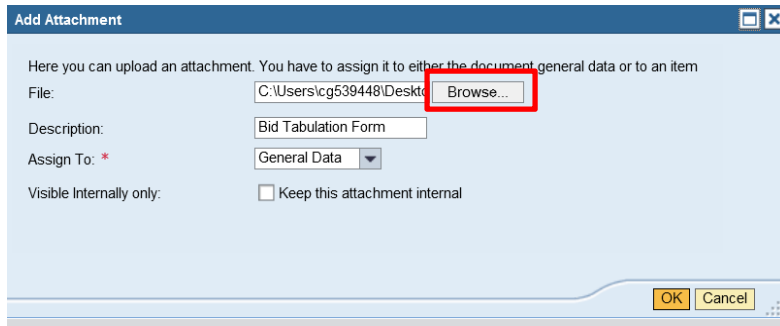 Add Attachment
Here you can upload an attachment. You have to assign it to either the document general data or to an item
File: C:\Users\cg539448\Deskto Browse...
Description: Bid Tabulation Form
Assign To: * General Data
Visible Internally only: Keep this attachment internal
OK Cancel